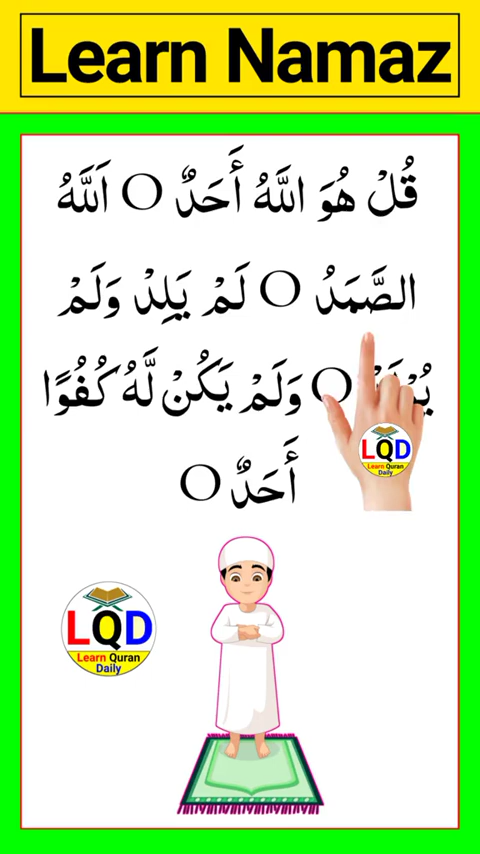 Learn Namaz
قُلْ هُوَ اللَّهُ أَحَدٌ ○ اَللَّهُ
الصَّمَدُ ○ لَمْ يَلِدْ وَلَمْ
○ وَلَمْ يَكُنْ لَّهُ كُفُوًا
أَحَدٌ ○
LQD
Learn Quran
Daily
LQD
Learn Quran
Daily